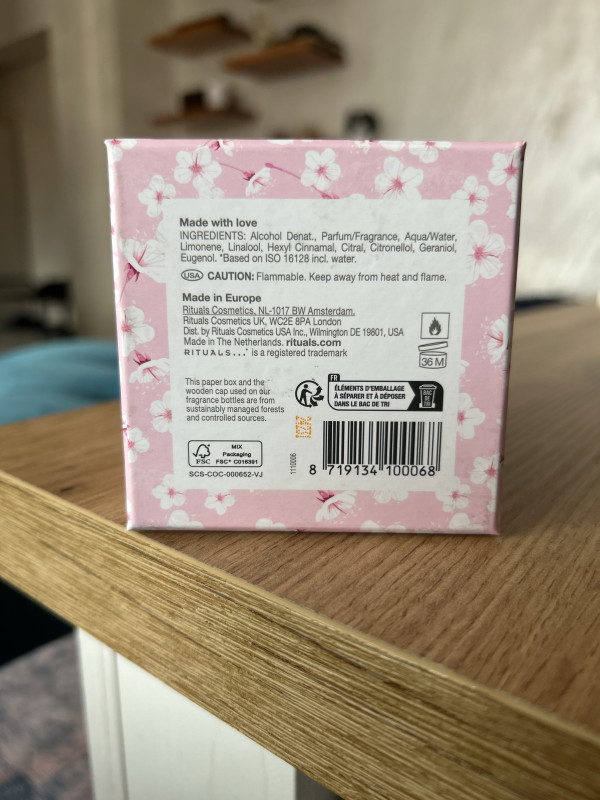 Made with love
INGREDIENTS: Alcohol Denat., Parfum/Fragrance, Aqua/Water,
Limonene, Linalool, Hexyl Cinnamal, Citral, Citronellol, Geraniol,
Eugenol. *Based on ISO 16128 incl. water.
USA CAUTION: Flammable. Keep away from heat and flame.
Made in Europe
Rituals Cosmetics, NL-1017 BW Amsterdam.
Rituals Cosmetics UK, WC2E 8PA London
Dist. by Rituals Cosmetics USA Inc., Wilmington DE 19801, USA
Made in The Netherlands. rituals.com
RITUALS...® is a registered trademark
36 M
This paper box and the
wooden cap used on our
fragrance bottles are from
sustainably managed forests
and controlled sources.
FR
ÉLÉMENTS D'EMBALLAGE
À SÉPARER ET À DÉPOSER
DANS LE BAC DE TRI
BAC
DE
TRI
FSC
MIX
Packaging
FSC® C016391
SCS-COC-000652-VJ
1110006
8 719134 100068